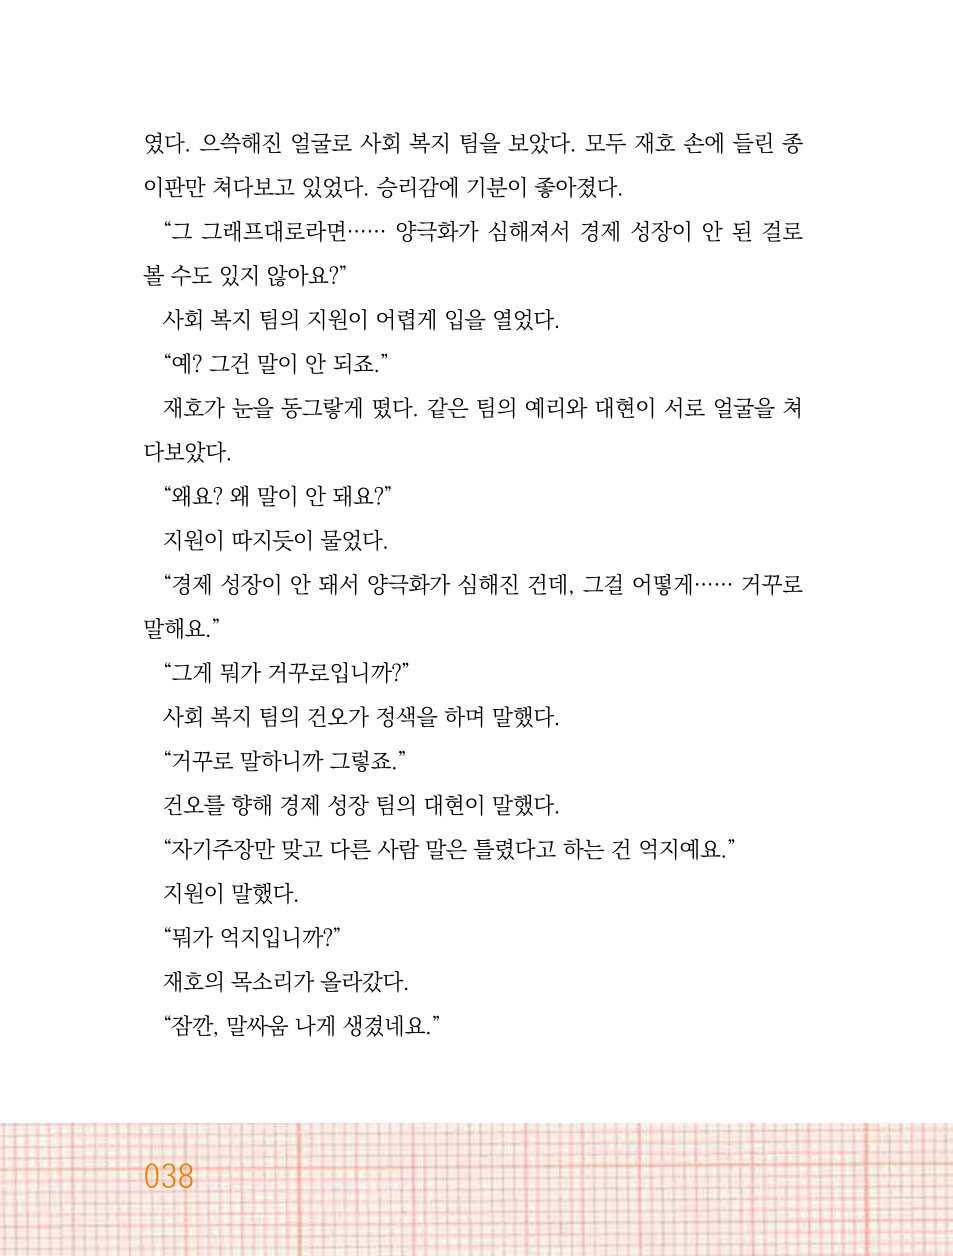 였다. 으쓱해진 얼굴로 사회 복지 팀을 보았다. 모두 재호 손에 들린 종
이판만 쳐다보고 있었다. 승리감에 기분이 좋아졌다.
“그 그래프대로라면…… 양극화가 심해져서 경제 성장이 안 된 걸로
볼 수도 있지 않아요?”
사회 복지 팀의 지원이 어렵게 입을 열었다.
“예? 그건 말이 안 되죠.”
재호가 눈을 동그랗게 떴다. 같은 팀의 예리와 대현이 서로 얼굴을 쳐
다보았다.
“왜요? 왜 말이 안 돼요?”
지원이 따지듯이 물었다.
“경제 성장이 안 돼서 양극화가 심해진 건데, 그걸 어떻게…… 거꾸로
말해요.”
“그게 뭐가 거꾸로입니까?”
사회 복지 팀의 건오가 정색을 하며 말했다.
“거꾸로 말하니까 그렇죠.”
건오를 향해 경제 성장 팀의 대현이 말했다.
“자기주장만 맞고 다른 사람 말은 틀렸다고 하는 건 억지예요.”
지원이 말했다.
“뭐가 억지입니까?”
재호의 목소리가 올라갔다.
“잠깐, 말싸움 나게 생겼네요.”
038